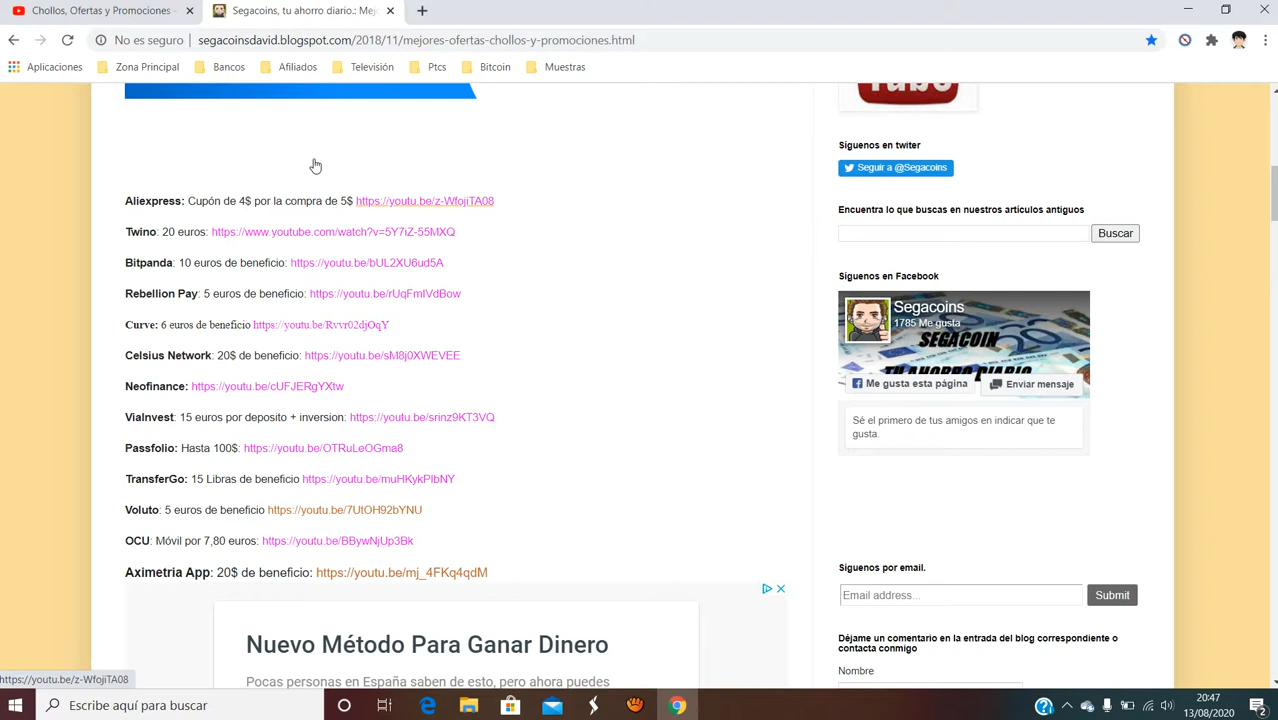 Chollos, Ofertas y Promociones -
Segacoins, tu ahorro diario.: Mej
No es seguro | segacoinsdavid.blogspot.com/2018/11/mejores-ofertas-chollos-y-promociones.html
Aplicaciones Zona Principal Bancos Afiliados Televisión Ptcs Bitcoin Muestras
Aliexpress: Cupón de 4$ por la compra de 5$ https://youtu.be/z-WfojiTA08
Twino: 20 euros: https://www.youtube.com/watch?v=5Y7iZ-55MXQ
Bitpanda: 10 euros de beneficio: https://youtu.be/bUL2XU6ud5A
Rebellion Pay: 5 euros de beneficio: https://youtu.be/rUqFmIVdBow
Curve: 6 euros de beneficio https://youtu.be/Rvvr02djOqY
Celsius Network: 20$ de beneficio: https://youtu.be/sM8j0XWEVEE
Neofinance: https://youtu.be/cUFJERgYXtw
ViaInvest: 15 euros por deposito + inversion: https://youtu.be/srinz9KT3VQ
Passfolio: Hasta 100$: https://youtu.be/OTRuLeOGma8
TransferGo: 15 Libras de beneficio https://youtu.be/muHKykPIbNY
Voluto: 5 euros de beneficio https://youtu.be/7UtOH92bYNU
OCU: Móvil por 7,80 euros: https://youtu.be/BBywNjUp3Bk
Aximetria App: 20$ de beneficio: https://youtu.be/mj_4FKq4qdM
Nuevo Método Para Ganar Dinero
Pocas personas en España saben de esto, pero ahora puedes
Tube
Síguenos en twiter
Seguir a @Segacoins
Encuentra lo que buscas en nuestros artículos antiguos
Buscar
Siguenos en Facebook
Segacoins
1785 Me gusta
SEGACOIN
TU AHORRO DIARIO
Me gusta esta página
Enviar mensaje
Sé el primero de tus amigos en indicar que te
gusta.
Siguenos por email.
Email address... Submit
Déjame un comentario en la entrada del blog correspondiente o
contacta conmigo
Nombre
https://youtu.be/z-WfojiTA08
Escribe aquí para buscar
20:47
13/08/2020
2